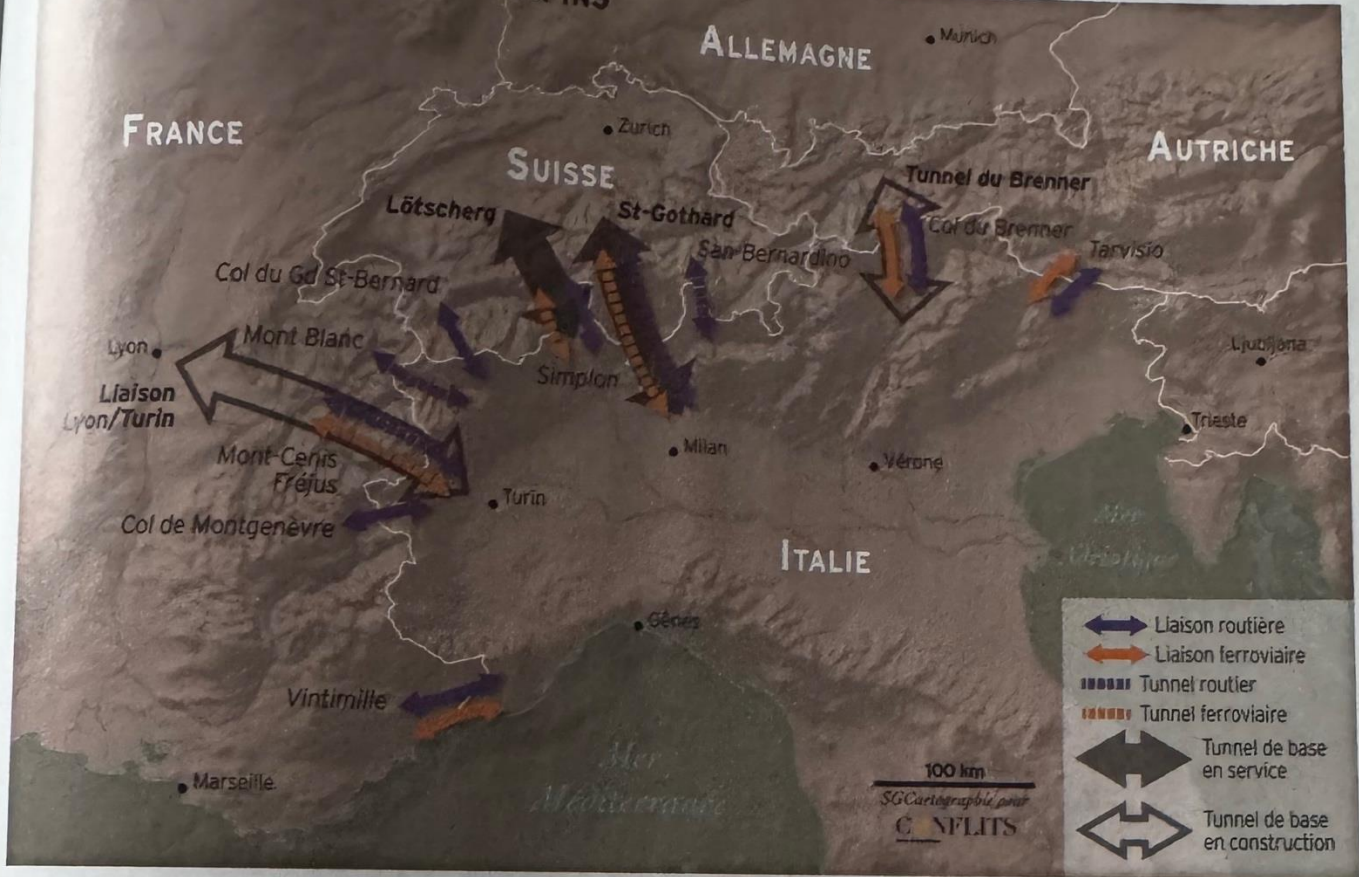 ALLEMAGNE
Munich
FRANCE
Zurich
AUTRICHE
SUISSE
Tunnel du Brenner
Lötscherg
St-Gothard
Col du Brenner
San-Bernardino
Tarvisio
Col du Gd St-Bernard
Mont Blanc
Lyon
Ljubljana
Simplon
Liaison
Lyon/Turin
Trieste
Milan
Vérone
Mont-Cenis
Fréjus
Turin
Col de Montgenèvre
Mer
Adriatique
ITALIE
Gênes
Vintimille
Mer
Méditerranée
Marseille
100 km
SGCartographie pour
CONFLITS
Liaison routière
Liaison ferroviaire
Tunnel routier
Tunnel ferroviaire
Tunnel de base
en service
Tunnel de base
en construction